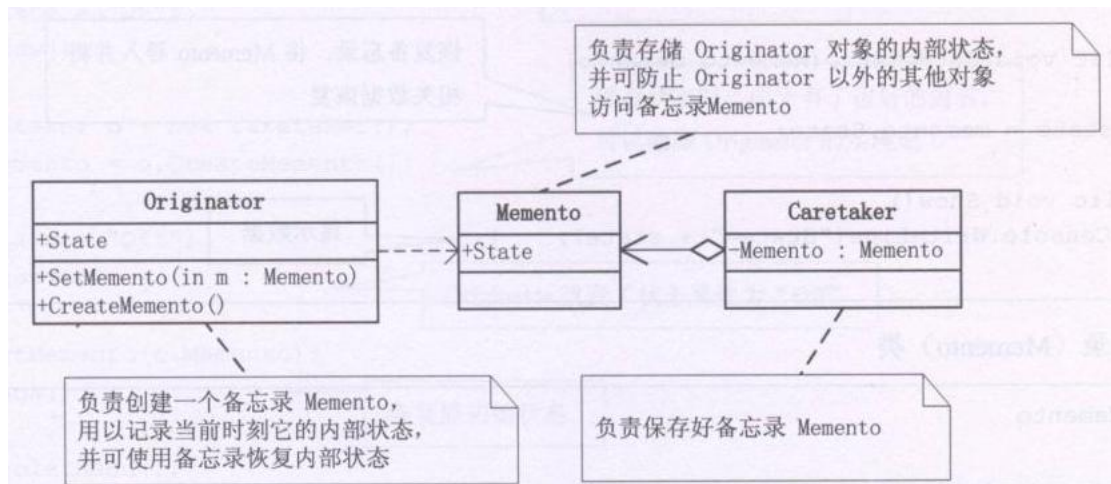 负责存储 Originator 对象的内部状态,
并可防止 Originator 以外的其他对象
访问备忘录Memento
Originator
+State
+SetMemento(in m : Memento)
+CreateMemento()
Memento
+State
Caretaker
-Memento : Memento
负责创建一个备忘录 Memento,
用以记录当前时刻它的内部状态,
并可使用备忘录恢复内部状态
负责保存好备忘录 Memento